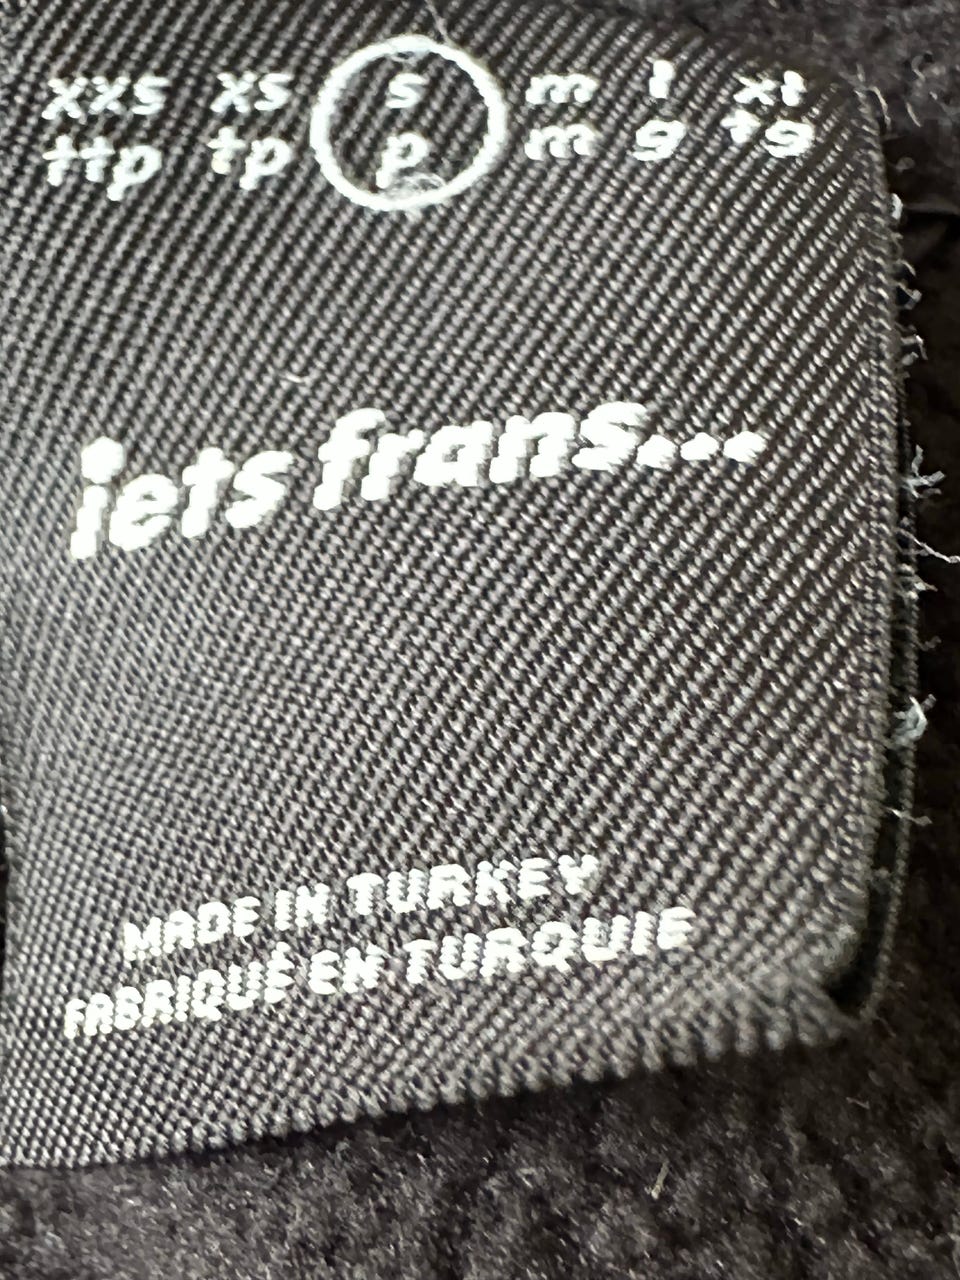 xxs xs s m l xl
ttp tp p m g tg
iets frans...
MADE IN TURKEY
FABRIQUÉ EN TURQUIE